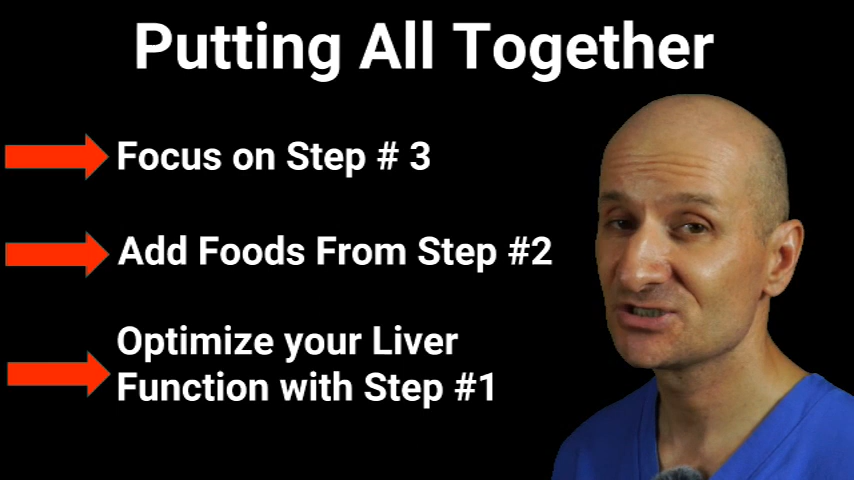 Putting All Together
Focus on Step # 3
Add Foods From Step #2
Optimize your Liver
Function with Step #1